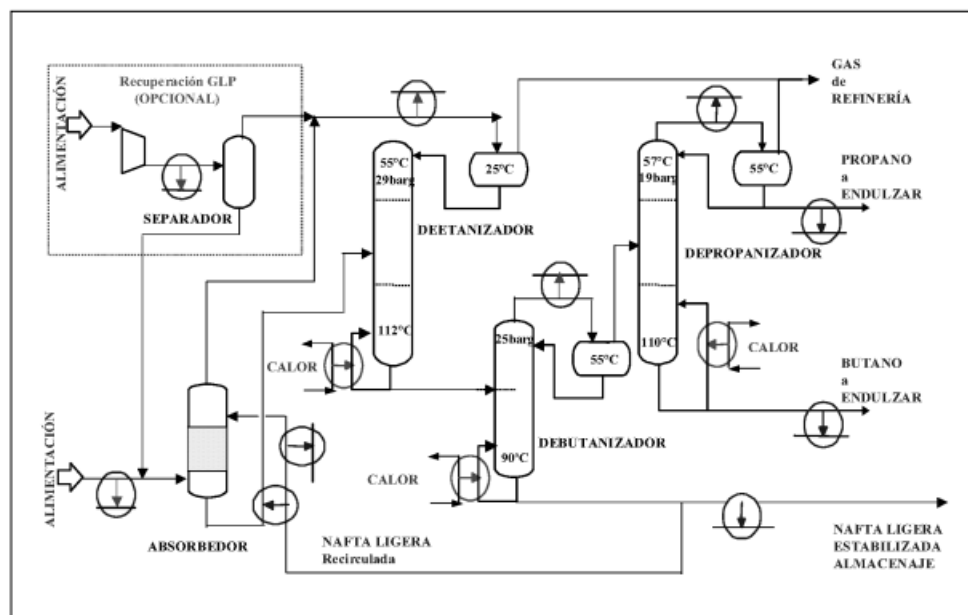 Recuperación GLP
(OPCIONAL)
ALIMENTACIÓN
SEPARADOR
GAS
de
REFINERÍA
55ºC
29barg
25ºC
57ºC
19barg
55ºC
PROPANO
a
ENDULZAR
DEETANIZADOR
DEPROPANIZADOR
112ºC
CALOR
25barg
55ºC
110ºC
CALOR
BUTANO
a
ENDULZAR
DEBUTANIZADOR
90ºC
CALOR
ALIMENTACIÓN
ABSORBEDOR
NAFTA LIGERA
Recirculada
NAFTA LIGERA
ESTABILIZADA
ALMACENAJE